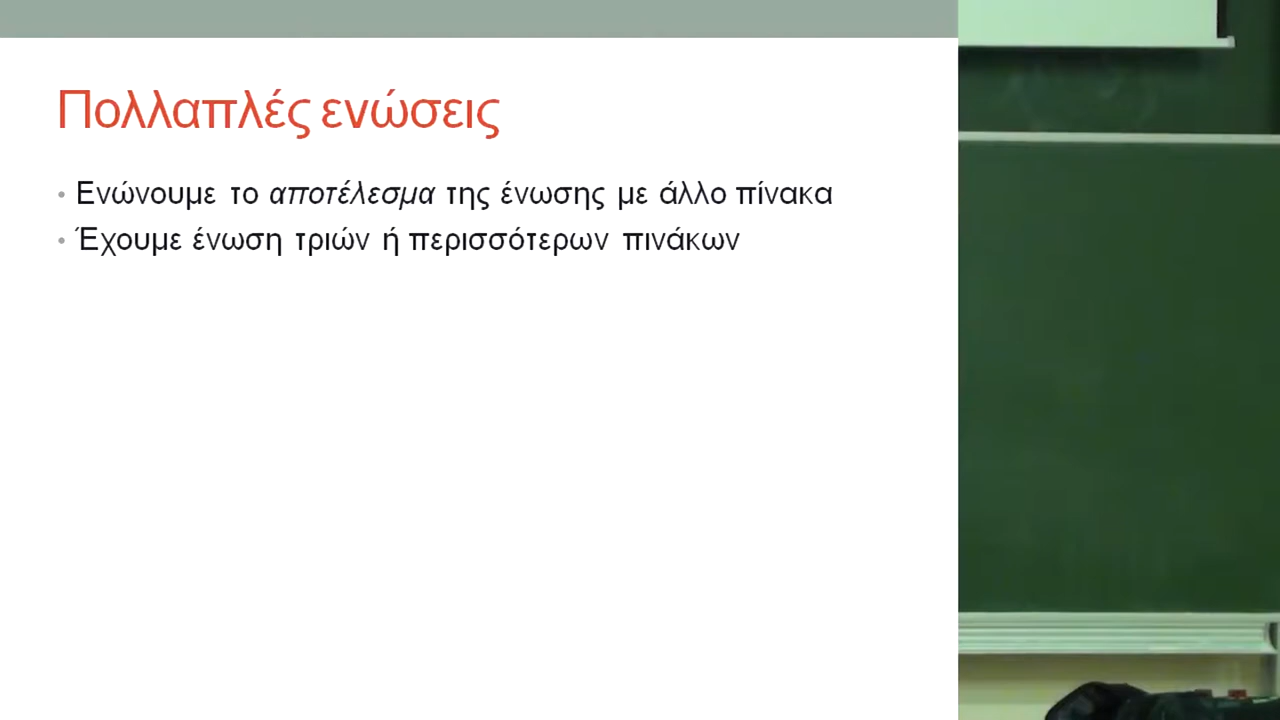 Πολλαπλές ενώσεις
• Ενώνουμε το αποτέλεσμα της ένωσης με άλλο πίνακα
• Έχουμε ένωση τριών ή περισσότερων πινάκων